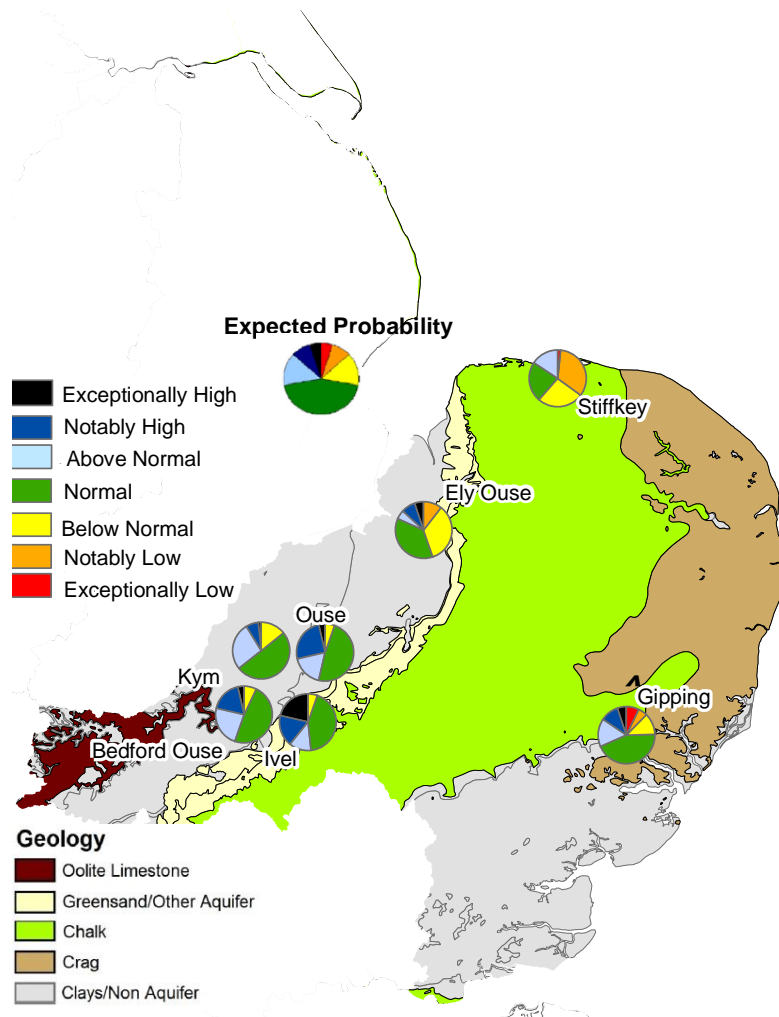 Expected Probability
Exceptionally High
Notably High
Above Normal
Normal
Below Normal
Notably Low
Exceptionally Low
Stiffkey
Ely Ouse
Ouse
Kym
Gipping
Bedford Ouse
Ivel
Geology
Oolite Limestone
Greensand/Other Aquifer
Chalk
Crag
Clays/Non Aquifer